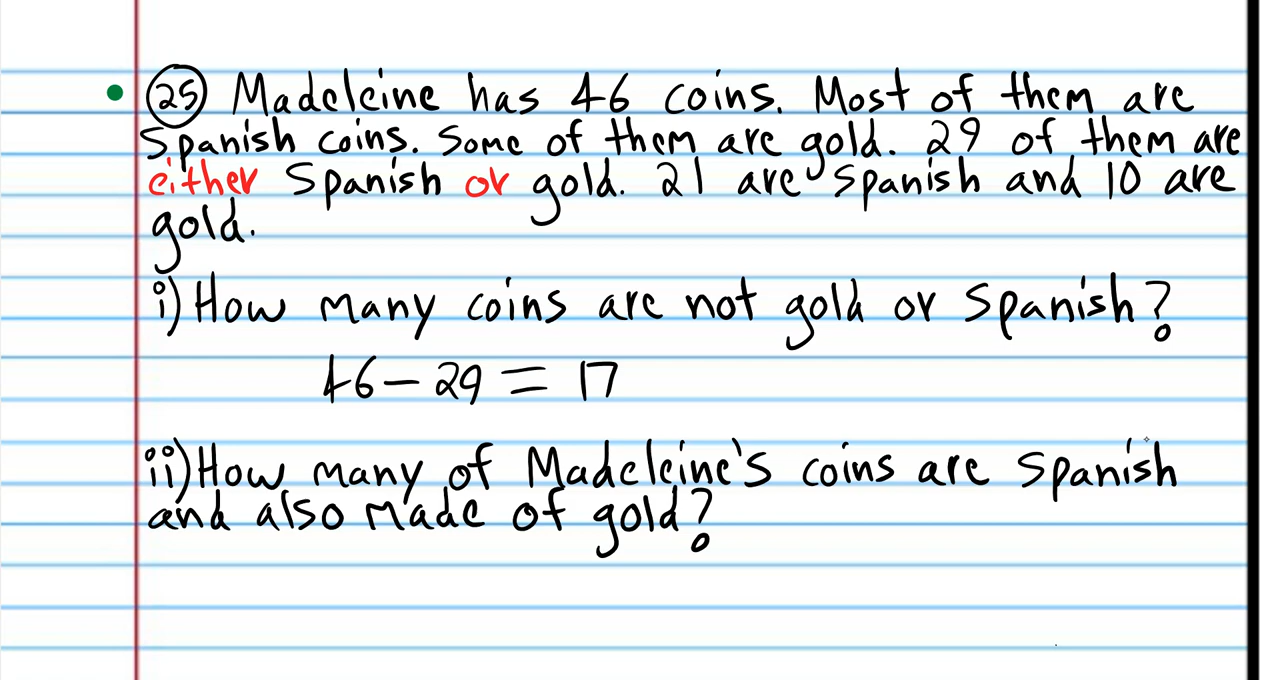 25 Madeleine has 46 coins. Most of them are
Spanish coins. Some of them are gold. 29 of them are
either Spanish or gold. 21 are Spanish and 10 are
gold.
i) How many coins are not gold or Spanish?
46 - 29 = 17
ii) How many of Madeleine's coins are Spanish
and also made of gold?